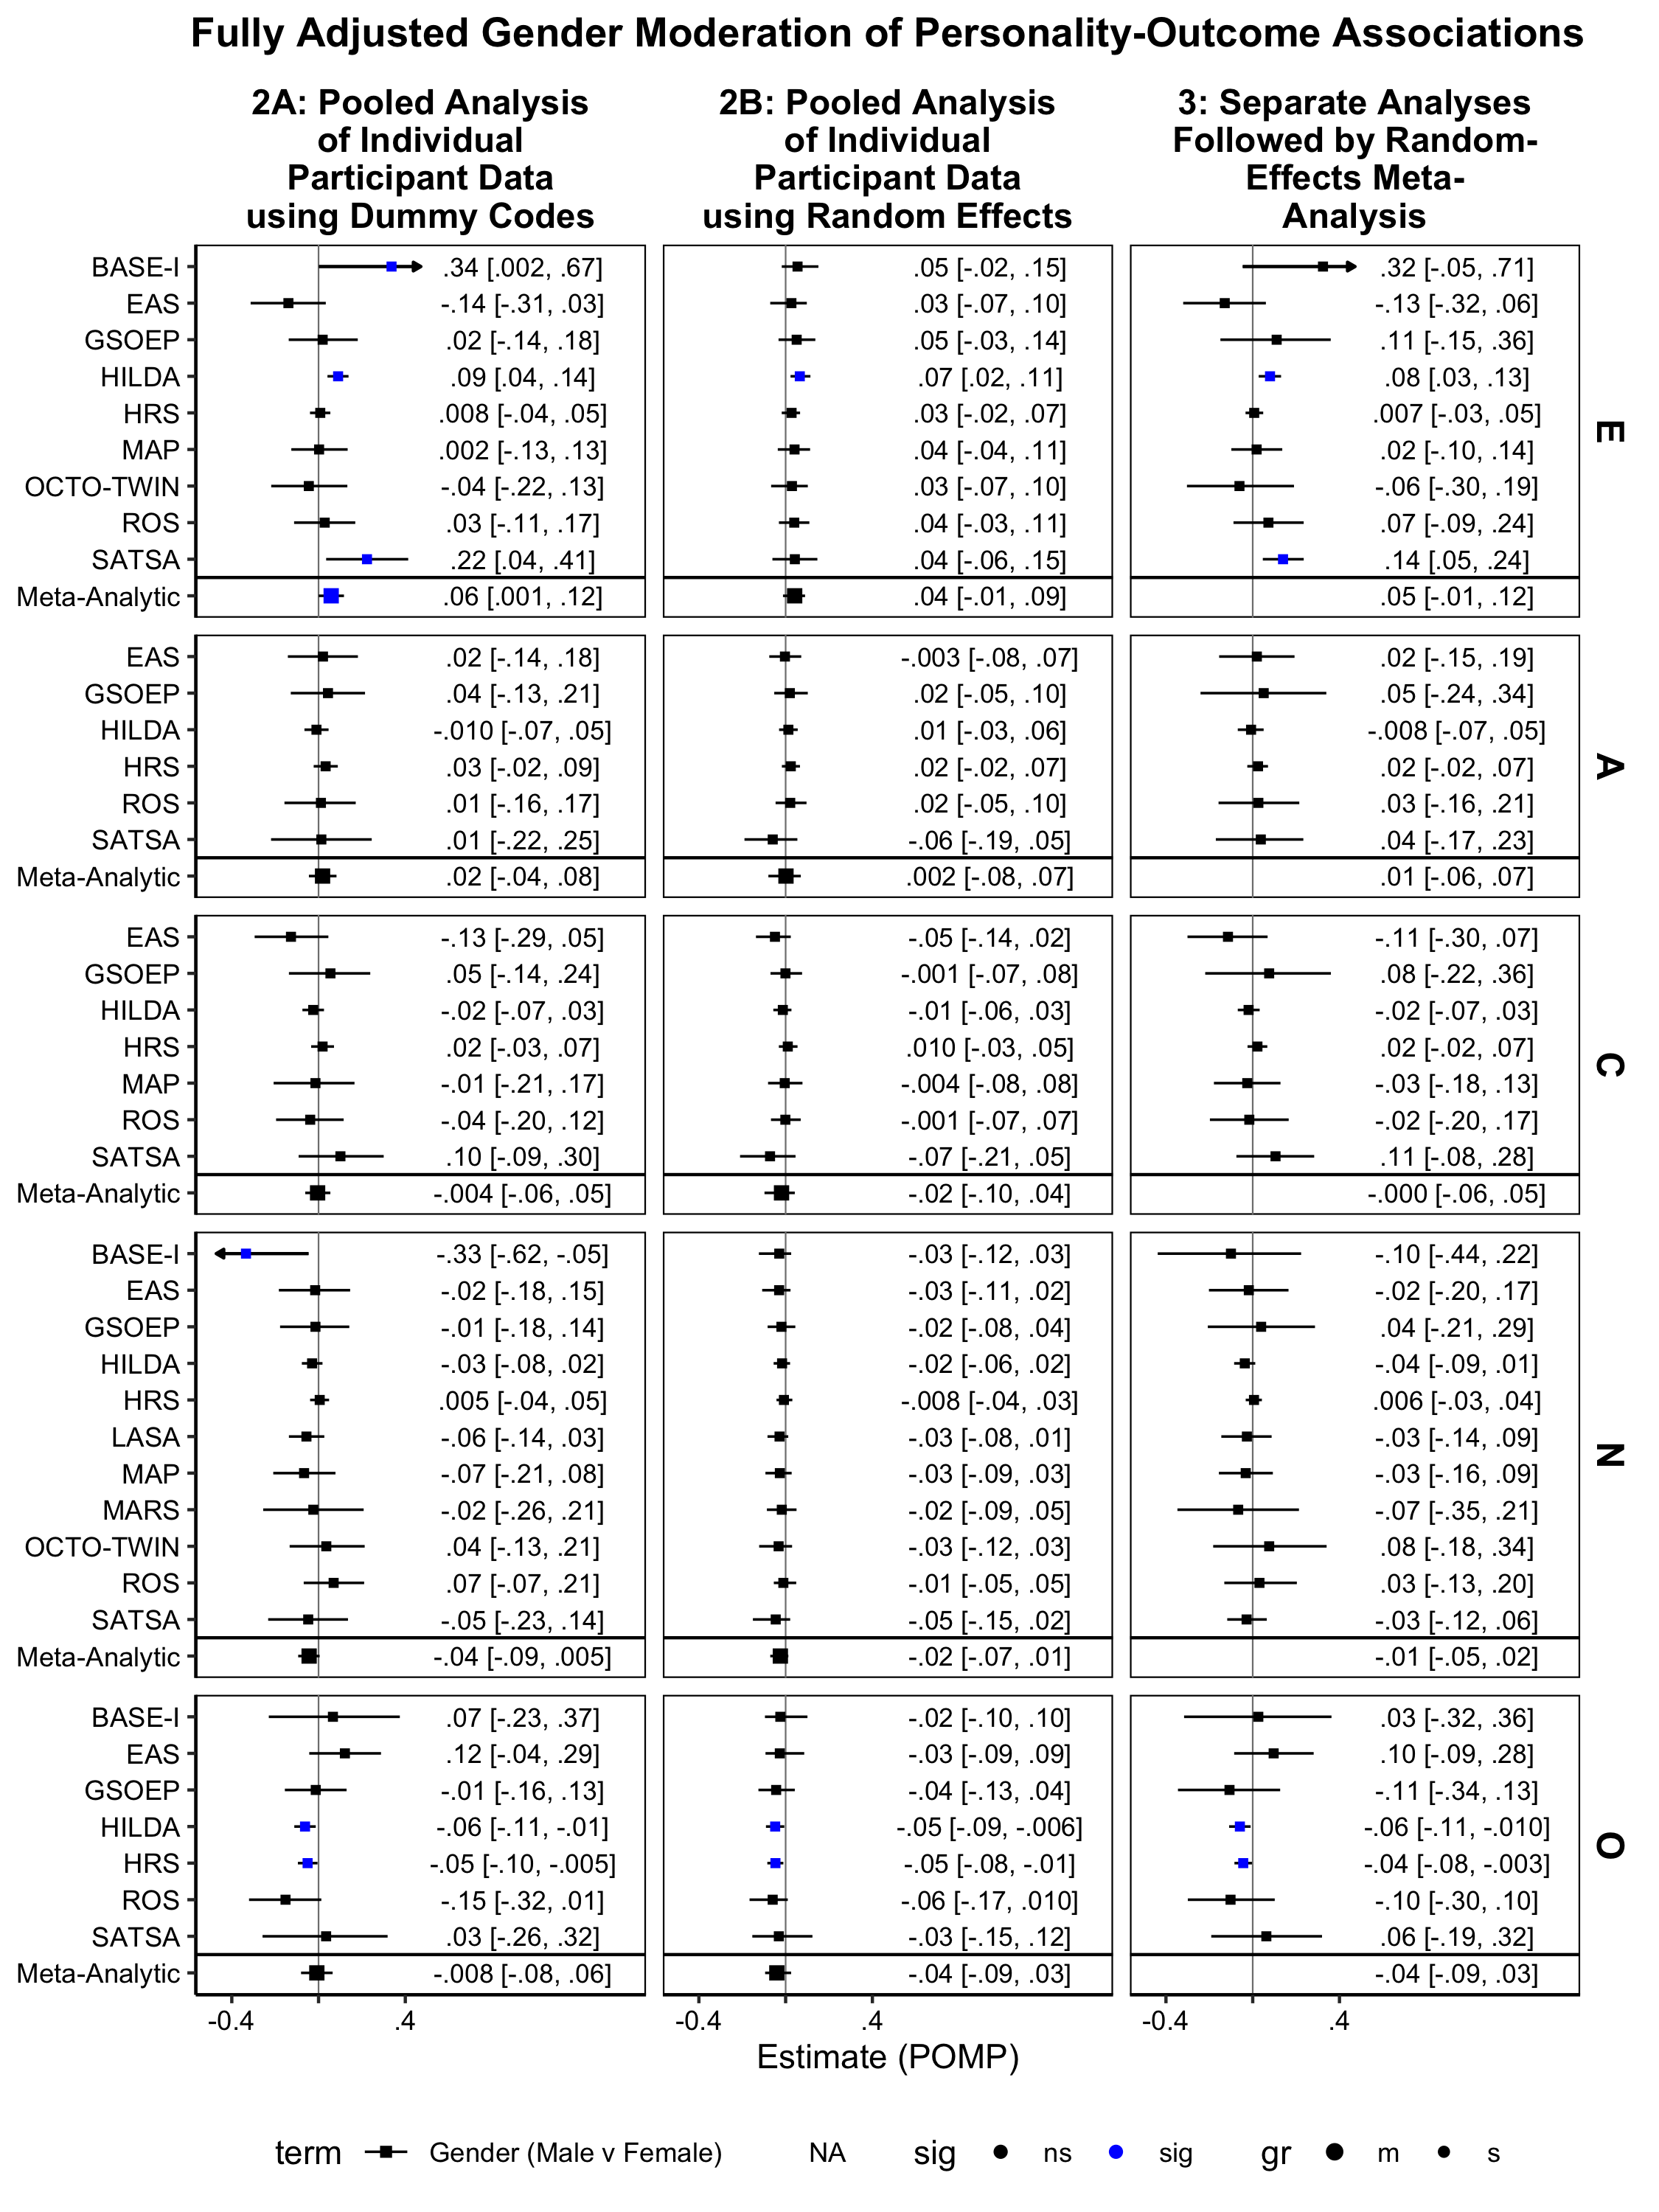 Fully Adjusted Gender Moderation of Personality-Outcome Associations
2A: Pooled Analysis
of Individual
Participant Data
using Dummy Codes
2B: Pooled Analysis
of Individual
Participant Data
using Random Effects
3: Separate Analyses
Followed by Random-
Effects Meta-
Analysis
BASE-I .34 [.002, .67] .05 [-.02, .15] .32 [-.05, .71]
EAS -.14 [-.31, .03] .03 [-.07, .10] -.13 [-.32, .06]
GSOEP .02 [-.14, .18] .05 [-.03, .14] .11 [-.15, .36]
HILDA .09 [.04, .14] .07 [.02, .11] .08 [.03, .13]
HRS .008 [-.04, .05] .03 [-.02, .07] .007 [-.03, .05]
MAP .002 [-.13, .13] .04 [-.04, .11] .02 [-.10, .14]
OCTO-TWIN -.04 [-.22, .13] .03 [-.07, .10] -.06 [-.30, .19]
ROS .03 [-.11, .17] .04 [-.03, .11] .07 [-.09, .24]
SATSA .22 [.04, .41] .04 [-.06, .15] .14 [.05, .24]
Meta-Analytic .06 [.001, .12] .04 [-.01, .09] .05 [-.01, .12]
E
EAS .02 [-.14, .18] -.003 [-.08, .07] .02 [-.15, .19]
GSOEP .04 [-.13, .21] .02 [-.05, .10] .05 [-.24, .34]
HILDA -.010 [-.07, .05] .01 [-.03, .06] -.008 [-.07, .05]
HRS .03 [-.02, .09] .02 [-.02, .07] .02 [-.02, .07]
ROS .01 [-.16, .17] .02 [-.05, .10] .03 [-.16, .21]
SATSA .01 [-.22, .25] -.06 [-.19, .05] .04 [-.17, .23]
Meta-Analytic .02 [-.04, .08] .002 [-.08, .07] .01 [-.06, .07]
A
EAS -.13 [-.29, .05] -.05 [-.14, .02] -.11 [-.30, .07]
GSOEP .05 [-.14, .24] -.001 [-.07, .08] .08 [-.22, .36]
HILDA -.02 [-.07, .03] -.01 [-.06, .03] -.02 [-.07, .03]
HRS .02 [-.03, .07] .010 [-.03, .05] .02 [-.02, .07]
MAP -.01 [-.21, .17] -.004 [-.08, .08] -.03 [-.18, .13]
ROS -.04 [-.20, .12] -.001 [-.07, .07] -.02 [-.20, .17]
SATSA .10 [-.09, .30] -.07 [-.21, .05] .11 [-.08, .28]
Meta-Analytic -.004 [-.06, .05] -.02 [-.10, .04] -.000 [-.06, .05]
C
BASE-I -.33 [-.62, -.05] -.03 [-.12, .03] -.10 [-.44, .22]
EAS -.02 [-.18, .15] -.03 [-.11, .02] -.02 [-.20, .17]
GSOEP -.01 [-.18, .14] -.02 [-.08, .04] .04 [-.21, .29]
HILDA -.03 [-.08, .02] -.02 [-.06, .02] -.04 [-.09, .01]
HRS .005 [-.04, .05] -.008 [-.04, .03] .006 [-.03, .04]
LASA -.06 [-.14, .03] -.03 [-.08, .01] -.03 [-.14, .09]
MAP -.07 [-.21, .08] -.03 [-.09, .03] -.03 [-.16, .09]
MARS -.02 [-.26, .21] -.02 [-.09, .05] -.07 [-.35, .21]
OCTO-TWIN .04 [-.13, .21] -.03 [-.12, .03] .08 [-.18, .34]
ROS .07 [-.07, .21] -.01 [-.05, .05] .03 [-.13, .20]
SATSA -.05 [-.23, .14] -.05 [-.15, .02] -.03 [-.12, .06]
Meta-Analytic -.04 [-.09, .005] -.02 [-.07, .01] -.01 [-.05, .02]
N
BASE-I .07 [-.23, .37] -.02 [-.10, .10] .03 [-.32, .36]
EAS .12 [-.04, .29] -.03 [-.09, .09] .10 [-.09, .28]
GSOEP -.01 [-.16, .13] -.04 [-.13, .04] -.11 [-.34, .13]
HILDA -.06 [-.11, -.01] -.05 [-.09, -.006] -.06 [-.11, -.010]
HRS -.05 [-.10, -.005] -.05 [-.08, -.01] -.04 [-.08, -.003]
ROS -.15 [-.32, .01] -.06 [-.17, .010] -.10 [-.30, .10]
SATSA .03 [-.26, .32] -.03 [-.15, .12] .06 [-.19, .32]
Meta-Analytic -.008 [-.08, .06] -.04 [-.09, .03] -.04 [-.09, .03]
O
-0.4 .4 -0.4 .4 -0.4 .4
Estimate (POMP)
term Gender (Male v Female) NA sig ns sig gr m s